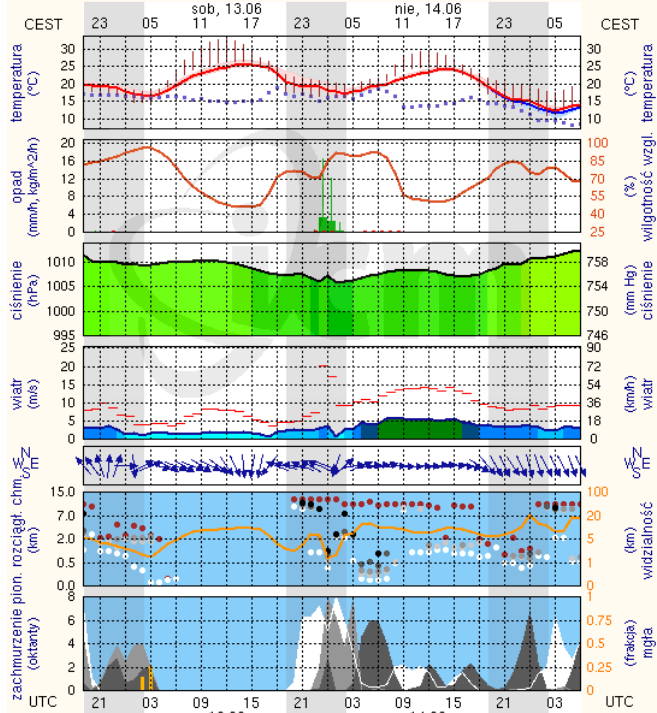 sob, 13.06 nie, 14.06
CEST 23 05 11 17 23 05 11 17 23 05 CEST
temperatura (°C)
30 25 20 15 10
30 25 20 15 10
temperatura (°C)
opad (mm/h, kg/m^2/h)
20 16 12 8 4 0
100 85 70 55 40 25
wilgotność wzgl. (%)
ciśnienie (hPa)
1010 1005 1000 995
758 754 750 746
(mm Hg) ciśnienie
wiatr (m/s)
25 20 15 10 5 0
90 72 54 36 18 0
(km/h) wiatr
N W E S
N W E S
pion. rozciągł. chm. (km)
15.0 7.0 2.0 0.5 0.0
100 20 5 1 0
(km) widzialność
zachmurzenie (oktanty)
8 6 4 2 0
1 0.75 0.5 0.25 0
(frakcja) mgła
UTC 21 03 09 15 21 03 09 15 21 03 UTC